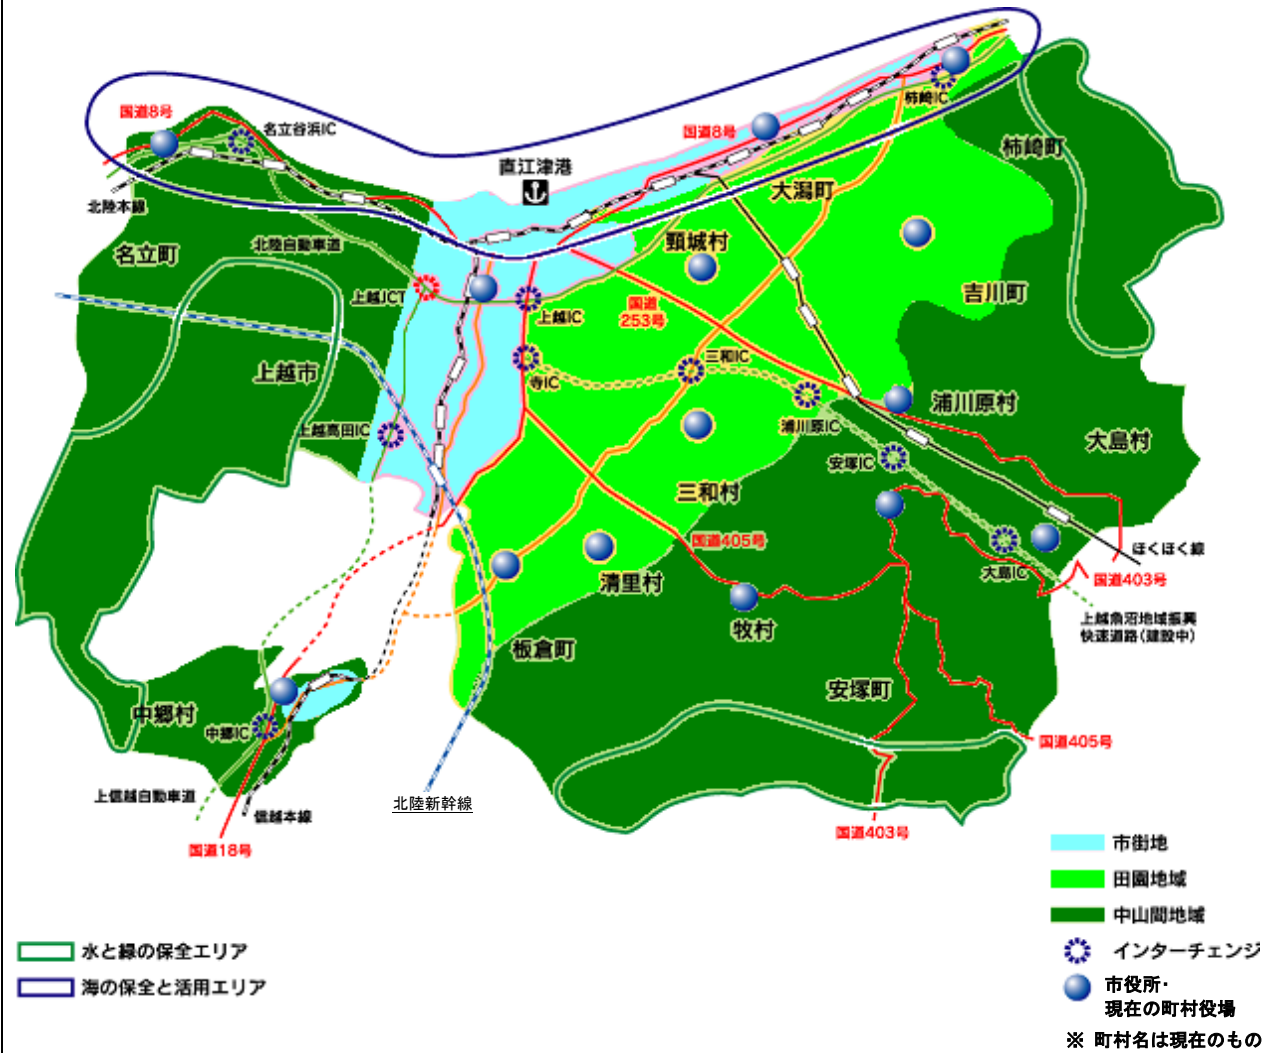 国道8号
名立谷浜IC
北陸本線
名立町
北陸自動車道
直江津港
国道8号
柿崎IC
柿崎町
大潟町
頸城村
吉川町
上越JCT
上越IC
国道
253号
上越市
寺IC
三和IC
上越高田IC
浦川原IC
浦川原村
大島村
安塚IC
三和村
国道405号
大島IC
ほくほく線
国道403号
清里村
牧村
上越魚沼地域振興
快速道路(建設中)
板倉町
安塚町
中郷村
中郷IC
国道405号
上信越自動車道
信越本線
北陸新幹線
国道18号
国道403号
市街地
田園地域
中山間地域
インターチェンジ
市役所・
現在の町村役場
※ 町村名は現在のもの
水と緑の保全エリア
海の保全と活用エリア